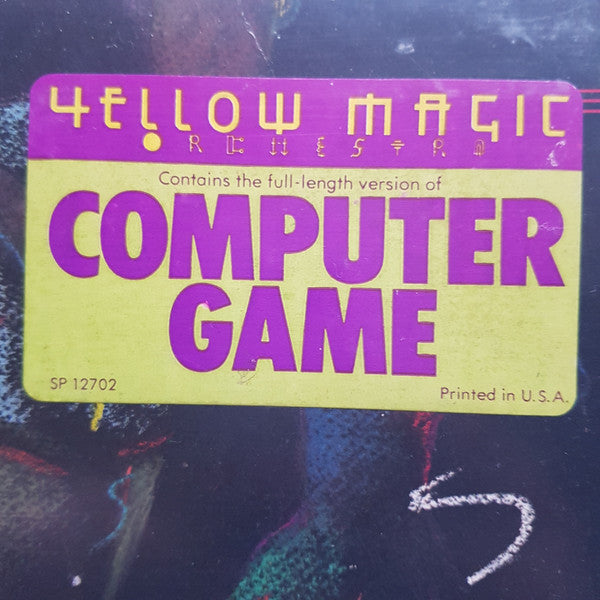 YELLOW MAGIC
ORCHESTRA
Contains the full-length version of
COMPUTER
GAME
SP 12702
Printed in U.S.A.